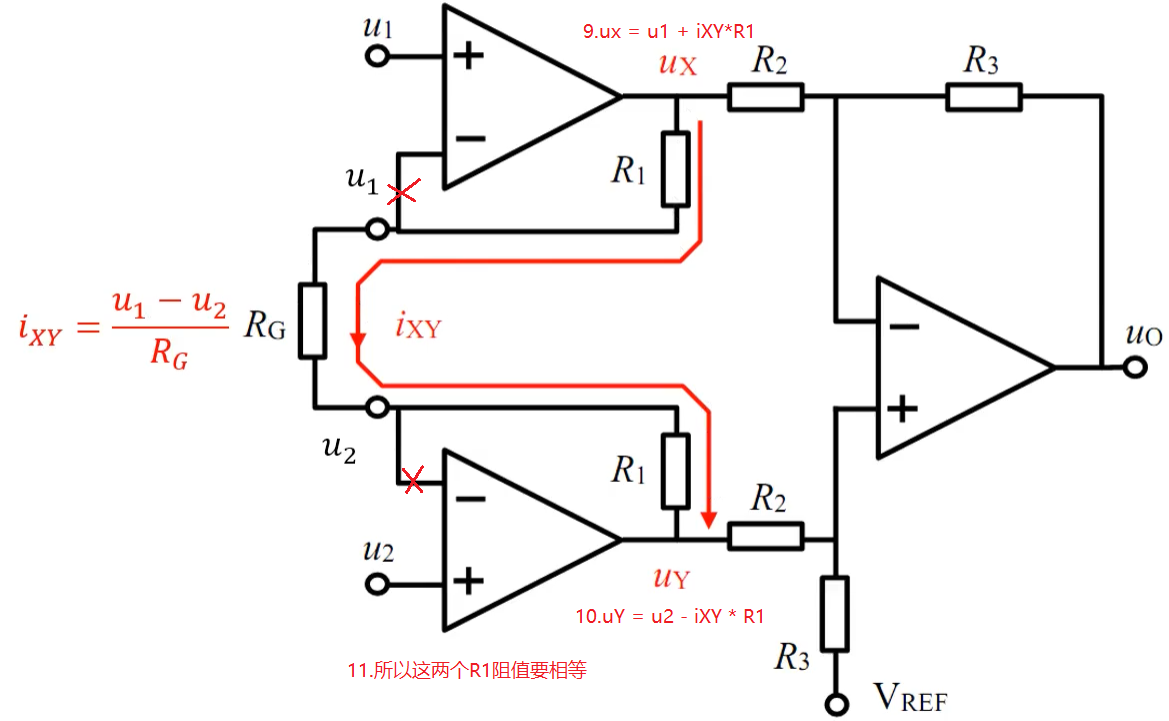 u1
9.ux = u1 + iXY*R1
uX
R2
R3
R1
u1
iXY = (u1 − u2) / RG
RG
iXY
uO
u2
R1
R2
u2
uY
10.uY = u2 - iXY * R1
11.所以这两个R1阻值要相等
R3
VREF